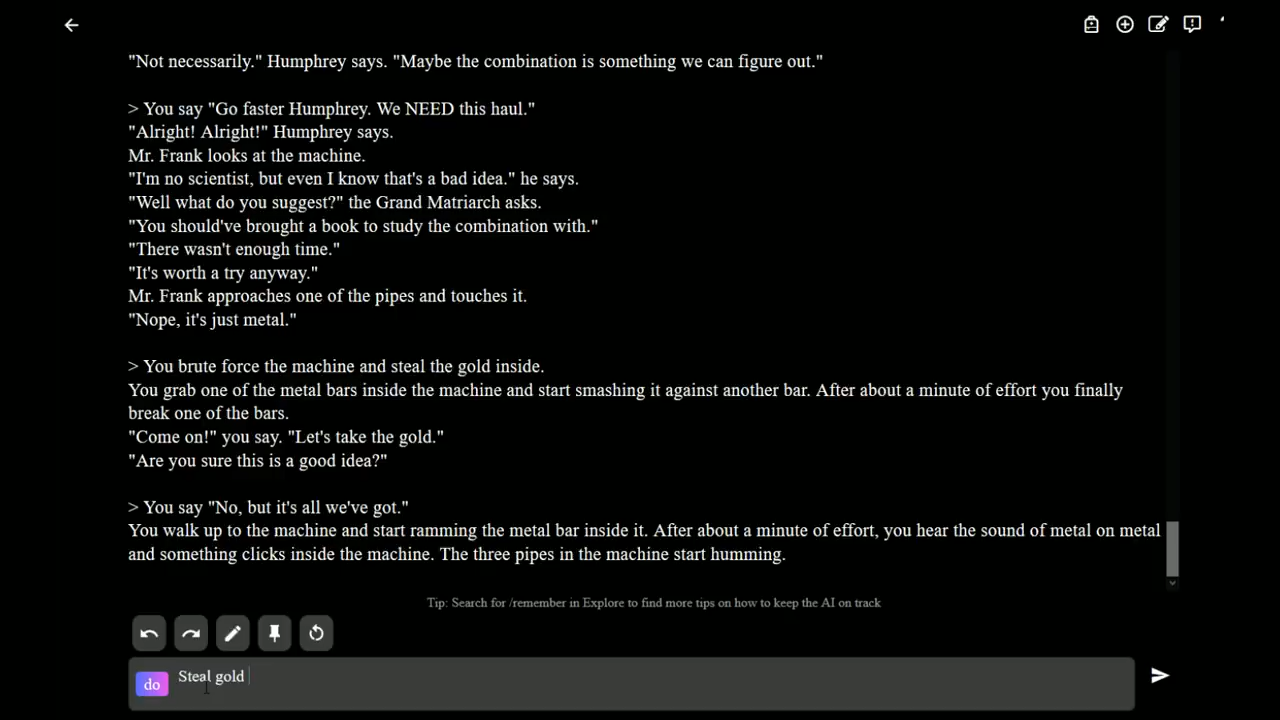 "Not necessarily." Humphrey says. "Maybe the combination is something we can figure out."
> You say "Go faster Humphrey. We NEED this haul."
"Alright! Alright!" Humphrey says.
Mr. Frank looks at the machine.
"I'm no scientist, but even I know that's a bad idea." he says.
"Well what do you suggest?" the Grand Matriarch asks.
"You should've brought a book to study the combination with."
"There wasn't enough time."
"It's worth a try anyway."
Mr. Frank approaches one of the pipes and touches it.
"Nope, it's just metal."
> You brute force the machine and steal the gold inside.
You grab one of the metal bars inside the machine and start smashing it against another bar. After about a minute of effort you finally
break one of the bars.
"Come on!" you say. "Let's take the gold."
"Are you sure this is a good idea?"
> You say "No, but it's all we've got."
You walk up to the machine and start ramming the metal bar inside it. After about a minute of effort, you hear the sound of metal on metal
and something clicks inside the machine. The three pipes in the machine start humming.
Tip: Search for /remember in Explore to find more tips on how to keep the AI on track
do Steal gold